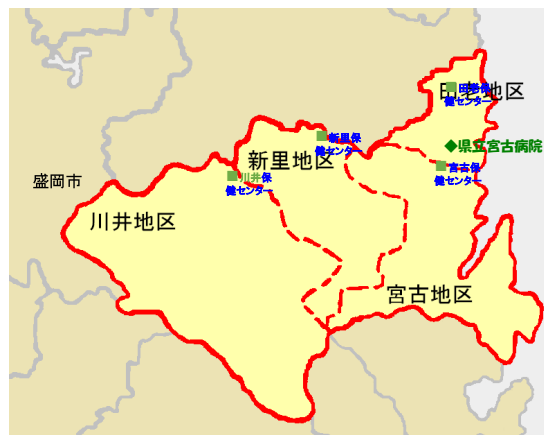 田老保
健センター
田老地区
◆県立宮古病院
新里保
健センター
新里地区
宮古保
健センター
盛岡市
川井保
健センター
川井地区
宮古地区